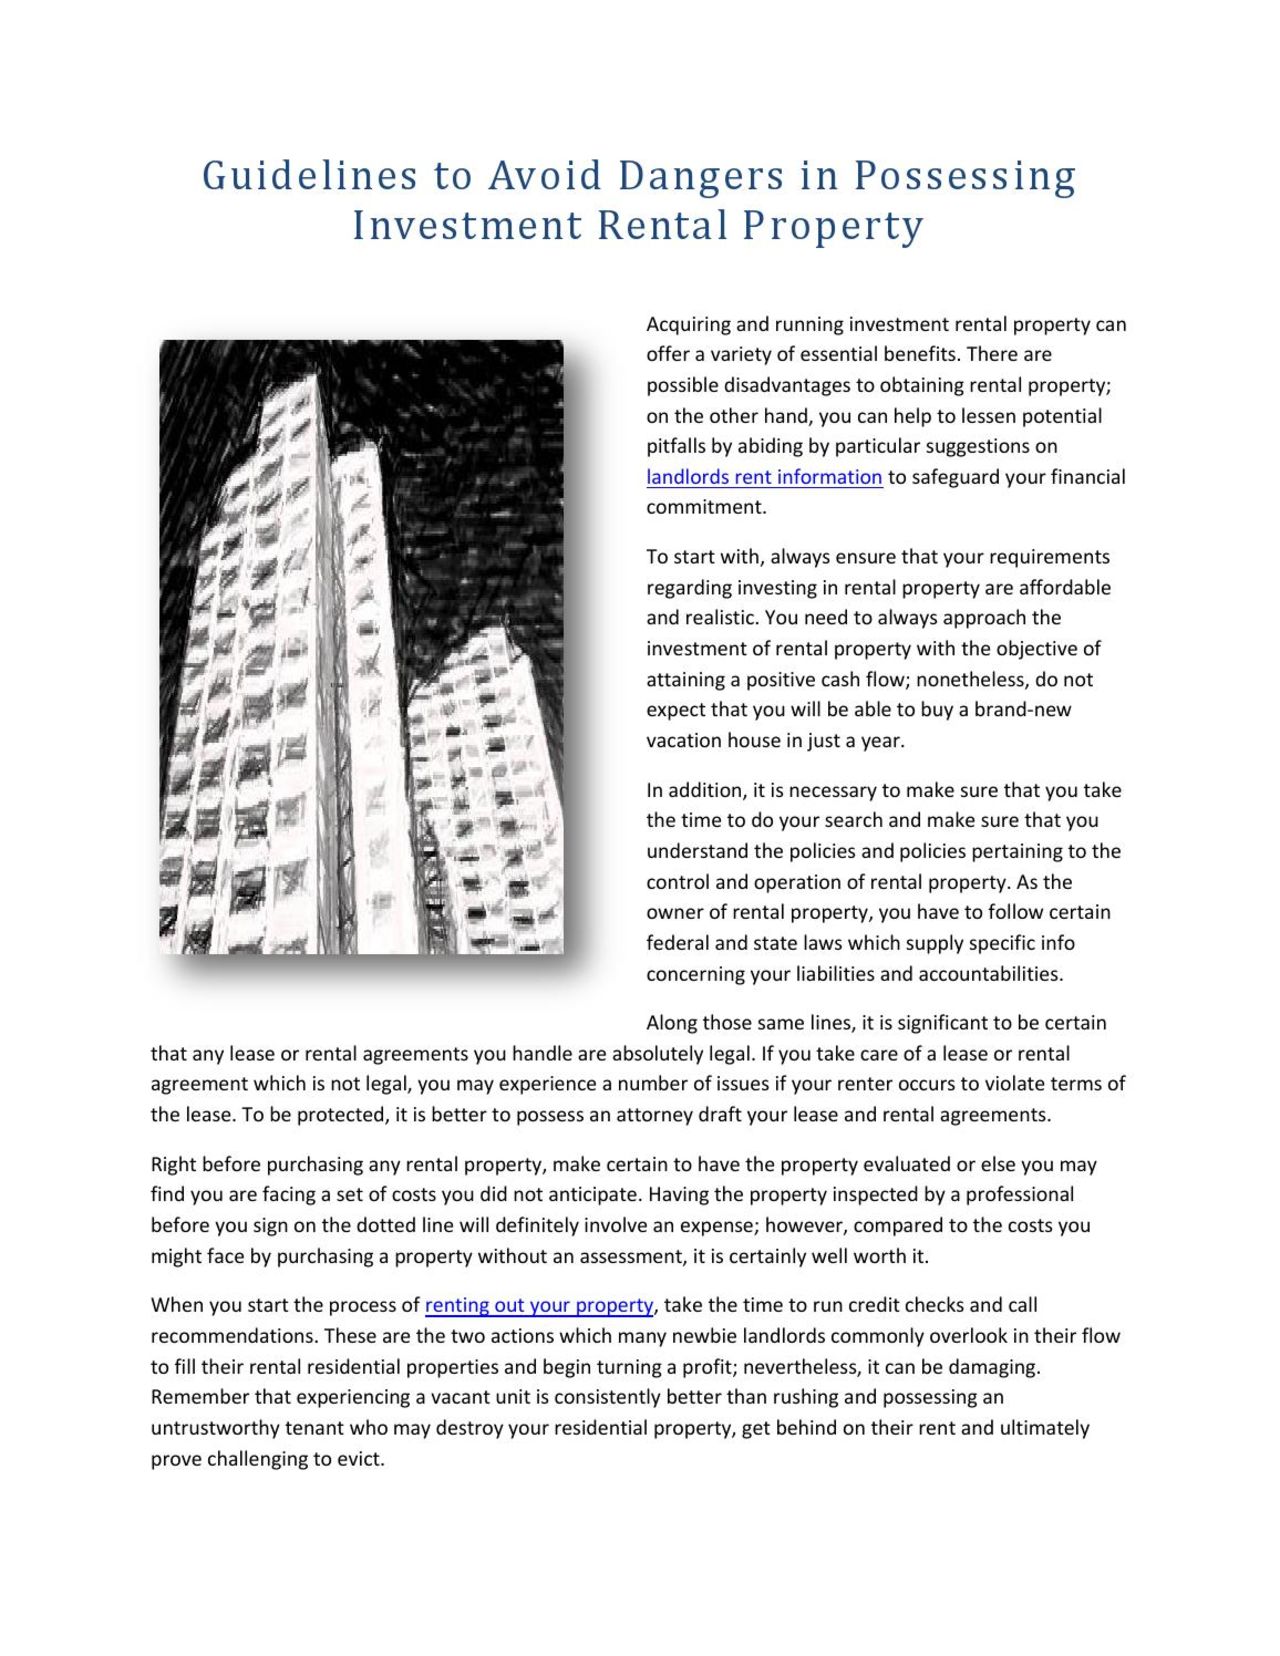 Guidelines to Avoid Dangers in Possessing
Investment Rental Property
Acquiring and running investment rental property can
offer a variety of essential benefits. There are
possible disadvantages to obtaining rental property;
on the other hand, you can help to lessen potential
pitfalls by abiding by particular suggestions on
landlords rent information to safeguard your financial
commitment.
To start with, always ensure that your requirements
regarding investing in rental property are affordable
and realistic. You need to always approach the
investment of rental property with the objective of
attaining a positive cash flow; nonetheless, do not
expect that you will be able to buy a brand-new
vacation house in just a year.
In addition, it is necessary to make sure that you take
the time to do your search and make sure that you
understand the policies and policies pertaining to the
control and operation of rental property. As the
owner of rental property, you have to follow certain
federal and state laws which supply specific info
concerning your liabilities and accountabilities.
Along those same lines, it is significant to be certain
that any lease or rental agreements you handle are absolutely legal. If you take care of a lease or rental
agreement which is not legal, you may experience a number of issues if your renter occurs to violate terms of
the lease. To be protected, it is better to possess an attorney draft your lease and rental agreements.
Right before purchasing any rental property, make certain to have the property evaluated or else you may
find you are facing a set of costs you did not anticipate. Having the property inspected by a professional
before you sign on the dotted line will definitely involve an expense; however, compared to the costs you
might face by purchasing a property without an assessment, it is certainly well worth it.
When you start the process of renting out your property, take the time to run credit checks and call
recommendations. These are the two actions which many newbie landlords commonly overlook in their flow
to fill their rental residential properties and begin turning a profit; nevertheless, it can be damaging.
Remember that experiencing a vacant unit is consistently better than rushing and possessing an
untrustworthy tenant who may destroy your residential property, get behind on their rent and ultimately
prove challenging to evict.